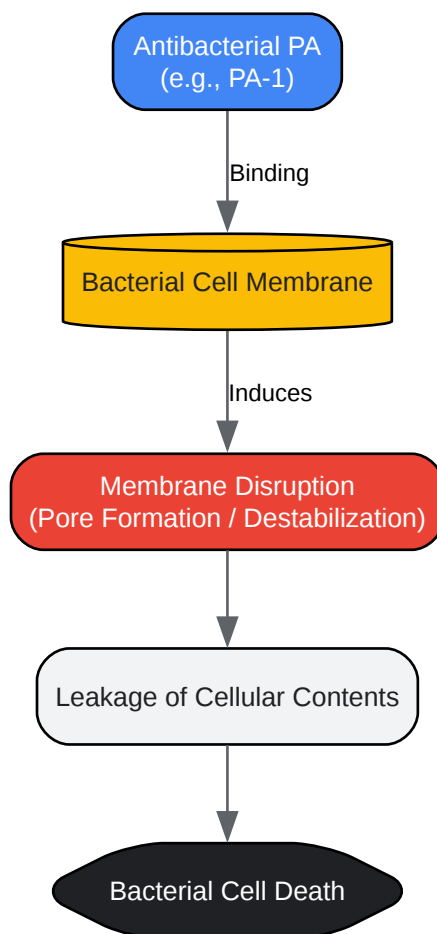 Antibacterial PA
(e.g., PA-1)
Binding
Bacterial Cell Membrane
Induces
Membrane Disruption
(Pore Formation / Destabilization)
Leakage of Cellular Contents
Bacterial Cell Death